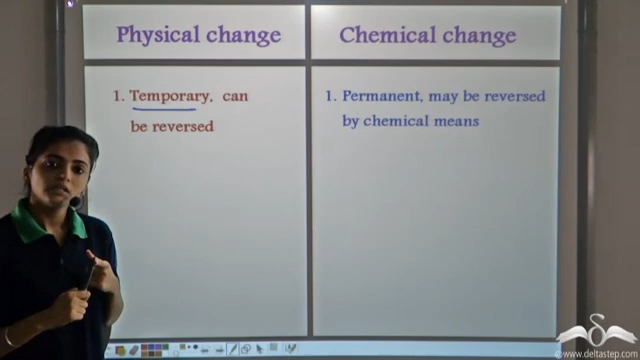 Physical change
Chemical change
1. Temporary, can
be reversed
1. Permanent, may be reversed
by chemical means
© www.deltastep.com